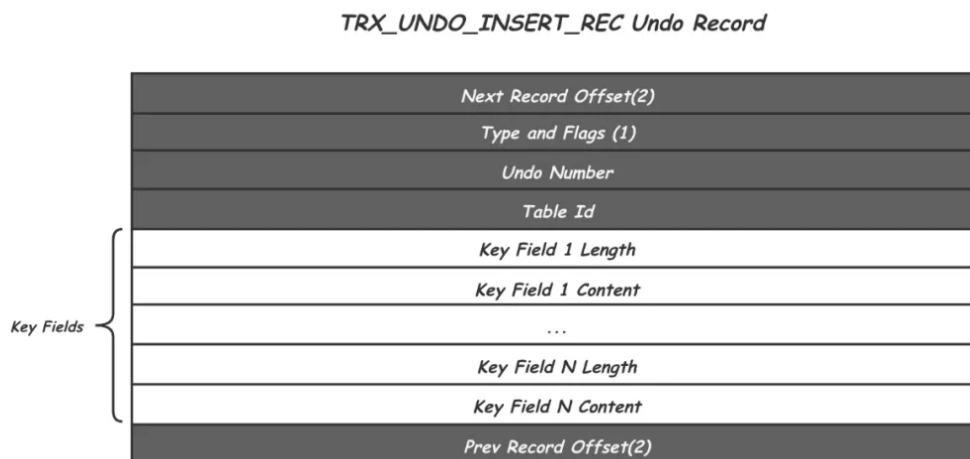 TRX_UNDO_INSERT_REC Undo Record
Next Record Offset(2)
Type and Flags (1)
Undo Number
Table Id
Key Field 1 Length
Key Field 1 Content
...
Key Fields
Key Field N Length
Key Field N Content
Prev Record Offset(2)